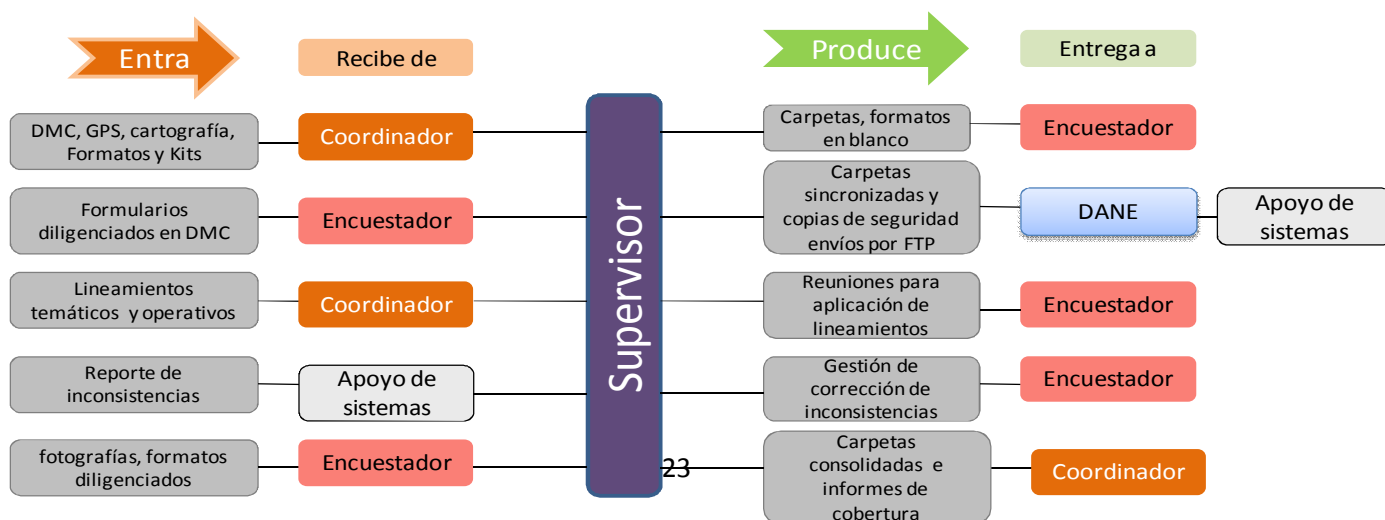 Entra
Recibe de
Produce
Entrega a
DMC, GPS, cartografía,
Formatos y Kits
Coordinador
Carpetas, formatos
en blanco
Encuestador
Formularios
diligenciados en DMC
Encuestador
Carpetas
sincronizadas y
copias de seguridad
envíos por FTP
DANE
Apoyo de
sistemas
Supervisor
Lineamientos
temáticos y operativos
Coordinador
Reuniones para
aplicación de
lineamientos
Encuestador
Reporte de
inconsistencias
Apoyo de
sistemas
Gestión de
corrección de
inconsistencias
Encuestador
fotografías, formatos
diligenciados
Encuestador
23
Carpetas
consolidadas e
informes de
cobertura
Coordinador